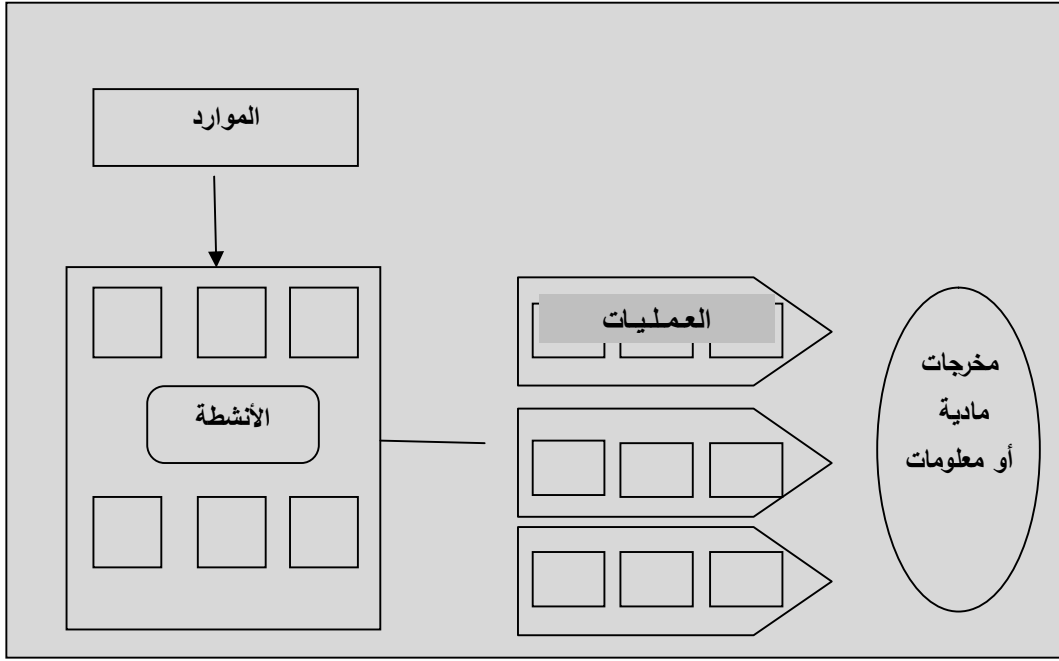 الموارد
الأنشطة
العمليات
مخرجات
مادية
أو معلومات